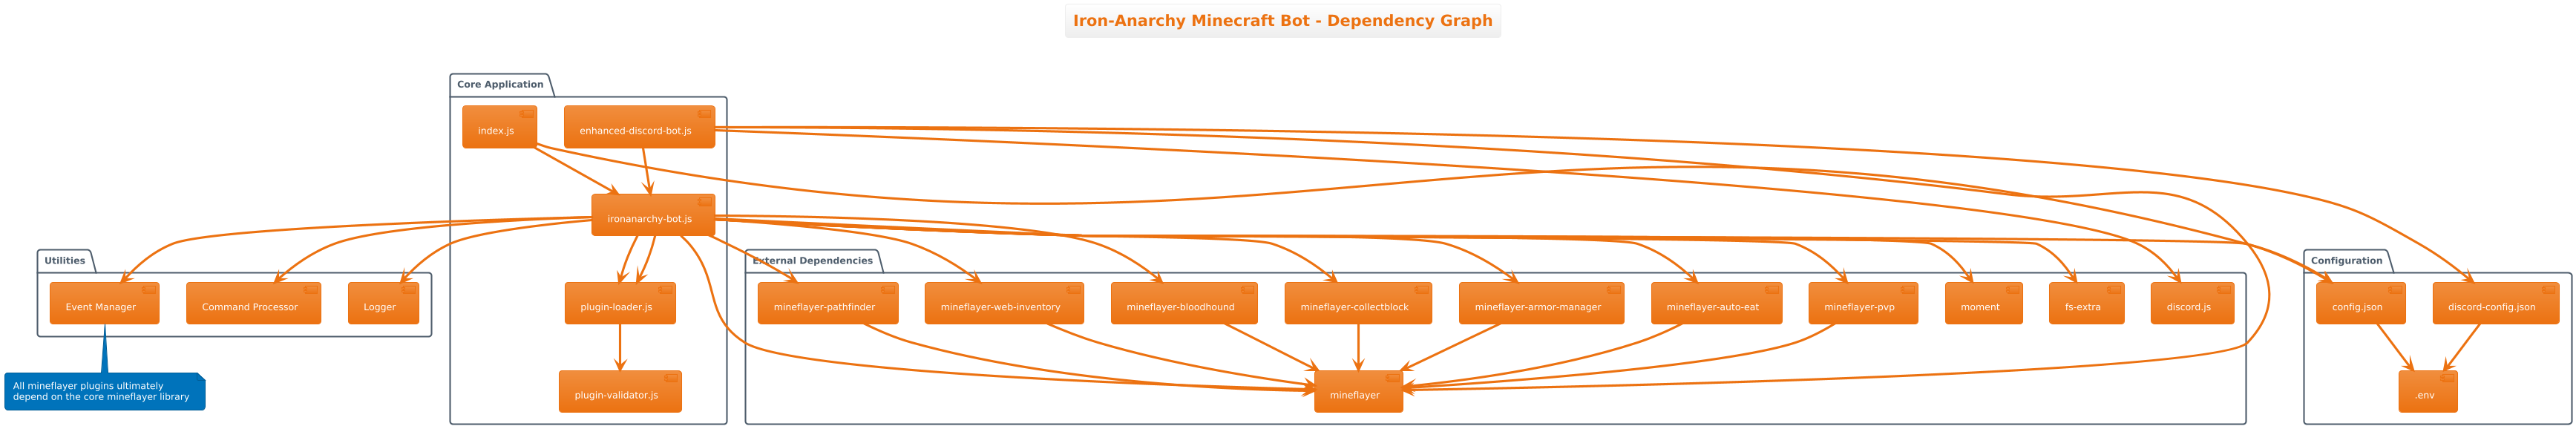 Iron-Anarchy Minecraft Bot - Dependency Graph
Core Application
index.js
enhanced-discord-bot.js
ironanarchy-bot.js
plugin-loader.js
plugin-validator.js
Utilities
Event Manager
Command Processor
Logger
All mineflayer plugins ultimately
depend on the core mineflayer library
External Dependencies
mineflayer-pathfinder
mineflayer-web-inventory
mineflayer-bloodhound
mineflayer-collectblock
mineflayer-armor-manager
mineflayer-auto-eat
mineflayer-pvp
moment
fs-extra
discord.js
mineflayer
Configuration
config.json
discord-config.json
.env